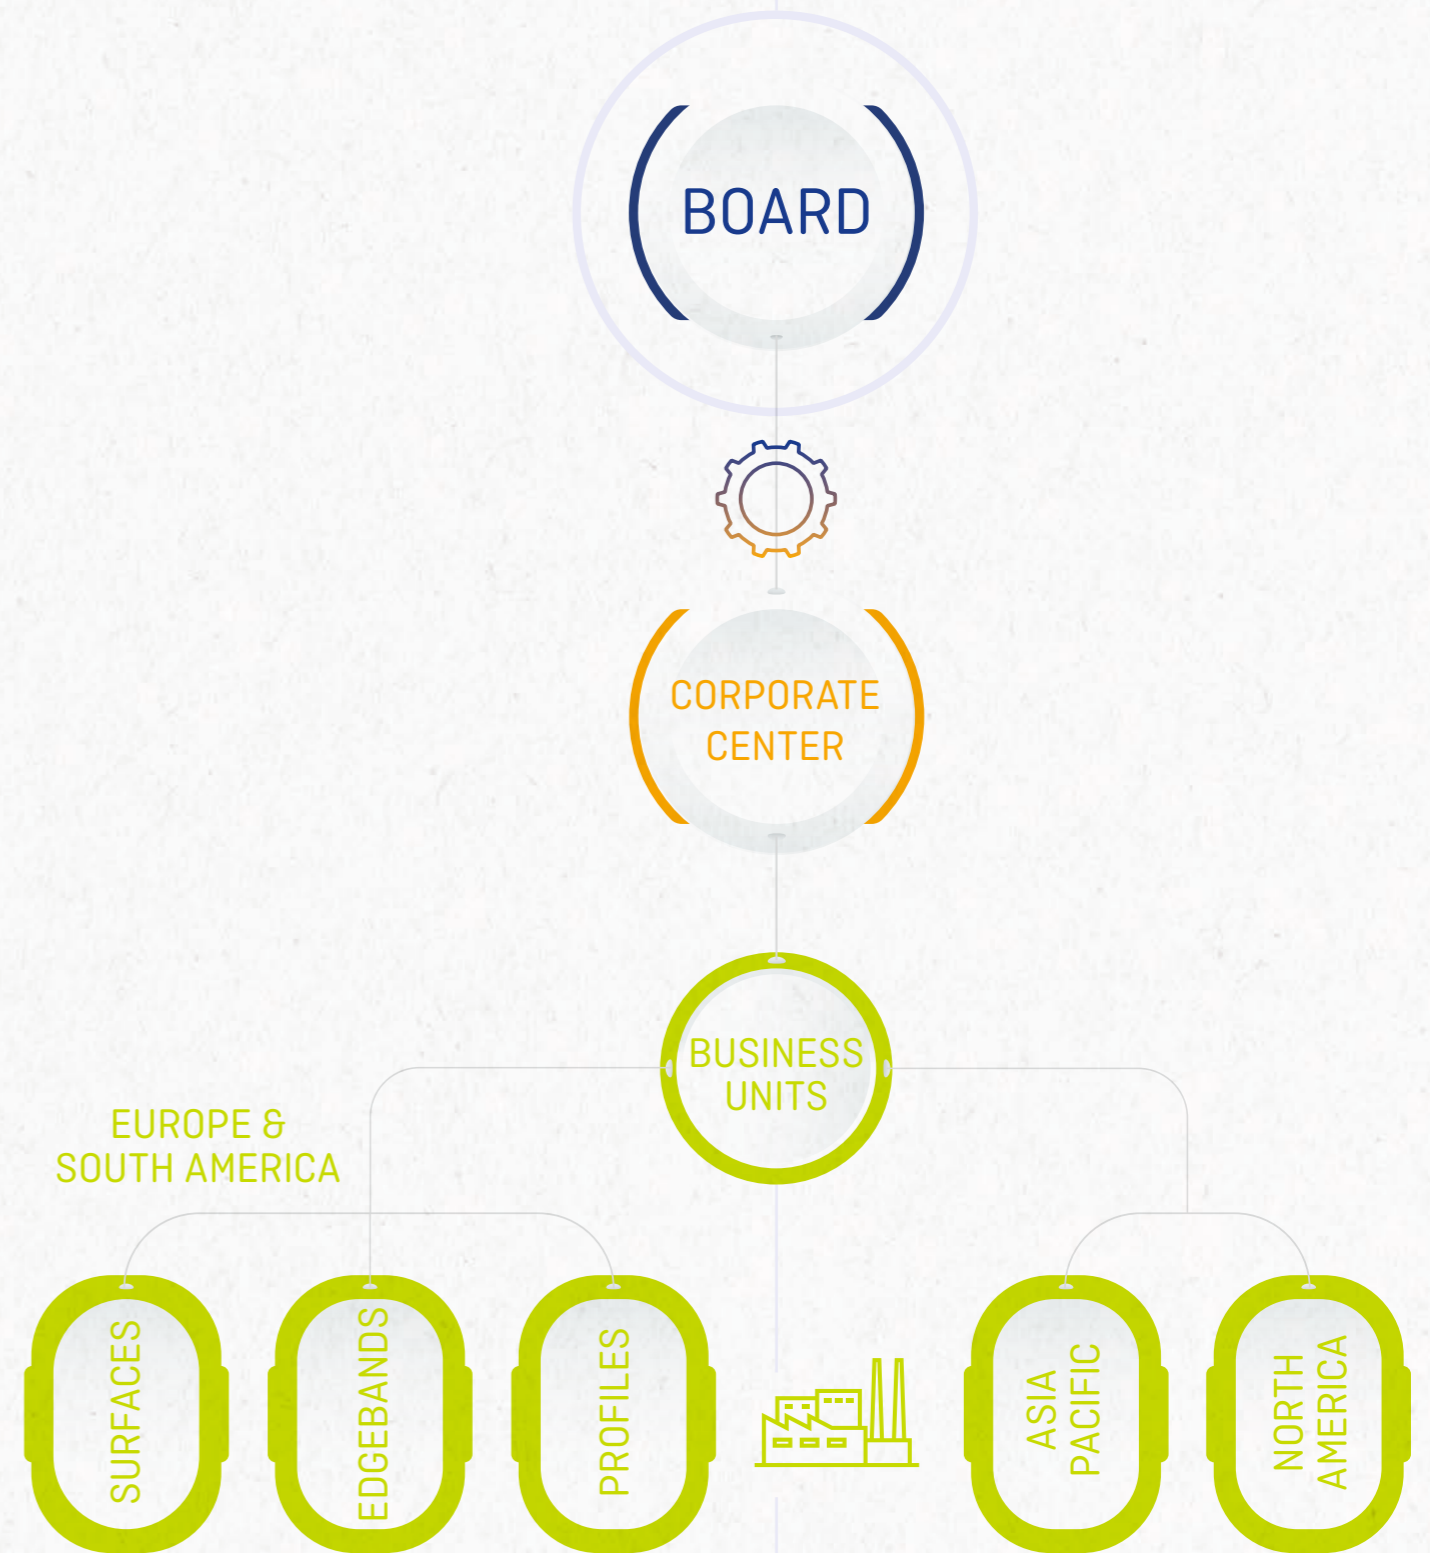 BOARD
CORPORATE
CENTER
BUSINESS
UNITS
EUROPE &
SOUTH AMERICA
SURFACES
EDGEBANDS
PROFILES
ASIA
PACIFIC
NORTH
AMERICA